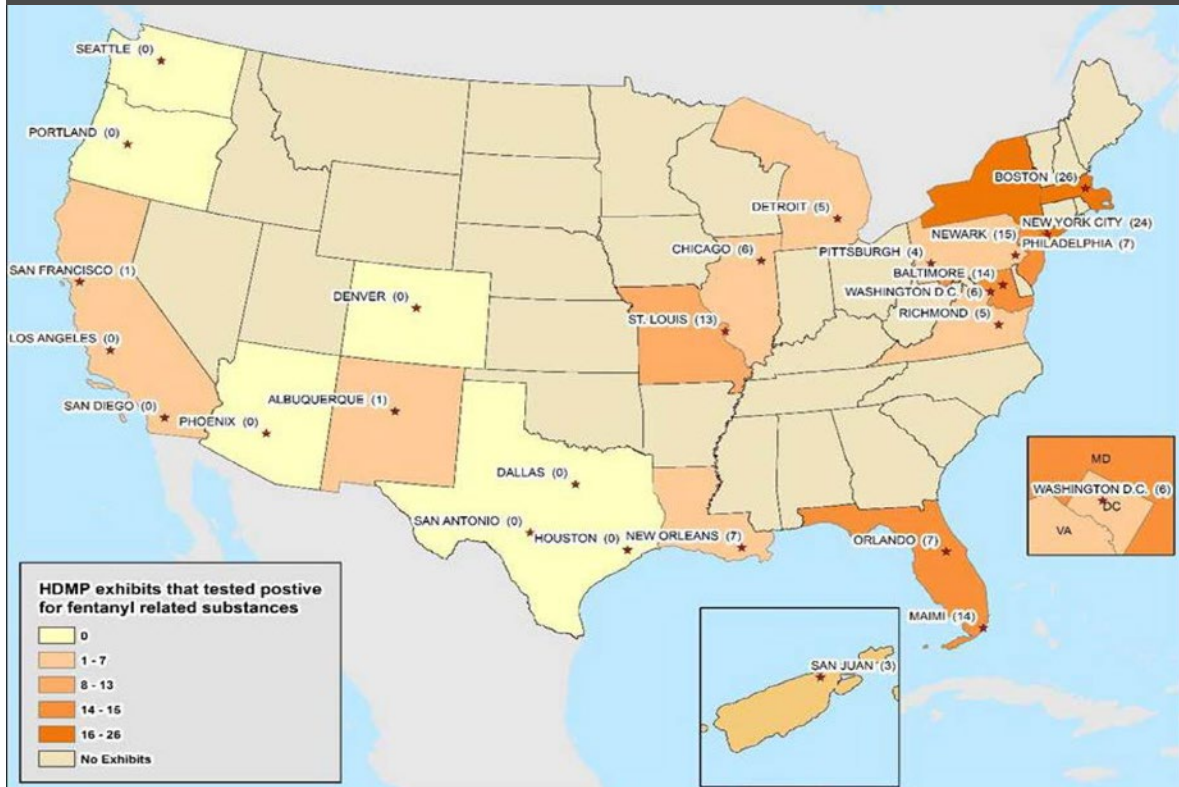 SEATTLE (0)
PORTLAND (0)
BOSTON (26)
DETROIT (5)
NEW YORK CITY (24)
NEWARK (15)
CHICAGO (6)
PITTSBURGH (4)
PHILADELPHIA (7)
SAN FRANCISCO (1)
BALTIMORE (14)
DENVER (0)
WASHINGTON D.C. (6)
ST. LOUIS (13)
RICHMOND (5)
LOS ANGELES (0)
SAN DIEGO (0)
ALBUQUERQUE (1)
PHOENIX (0)
DALLAS (0)
MD
WASHINGTON D.C. (6)
DC
VA
SAN ANTONIO (0)
HOUSTON (0)
NEW ORLEANS (7)
ORLANDO (7)
MAIMI (14)
SAN JUAN (3)
HDMP exhibits that tested postive
for fentanyl related substances
0
1 - 7
8 - 13
14 - 15
16 - 26
No Exhibits